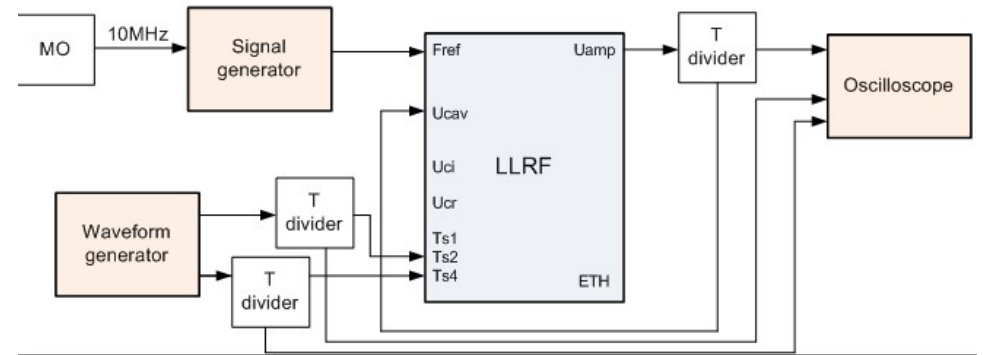 MO
10MHz
Signal
generator
Fref
Uamp
T
divider
Oscilloscope
Ucav
Uci
LLRF
Ucr
Ts1
Ts2
Ts4
ETH
Waveform
generator
T
divider
T
divider